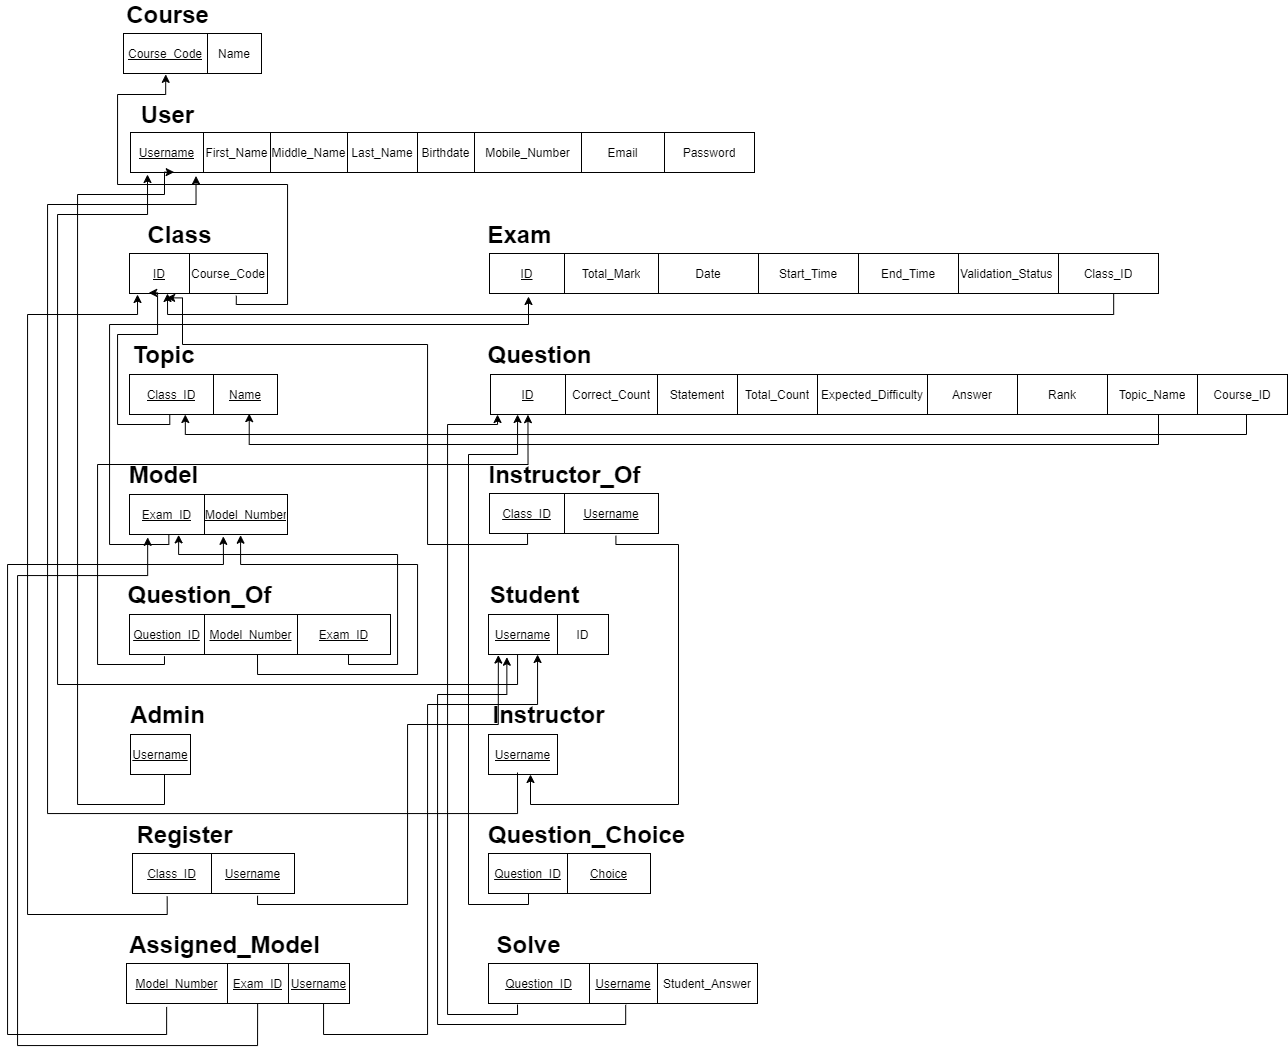 Course
Course_Code Name
User
Username First_Name Middle_Name Last_Name Birthdate Mobile_Number Email Password
Class
ID Course_Code
Exam
ID Total_Mark Date Start_Time End_Time Validation_Status Class_ID
Topic
Class_ID Name
Question
ID Correct_Count Statement Total_Count Expected_Difficulty Answer Rank Topic_Name Course_ID
Model
Exam_ID Model_Number
Instructor_Of
Class_ID Username
Question_Of
Question_ID Model_Number Exam_ID
Student
Username ID
Admin
Username
Instructor
Username
Register
Class_ID Username
Question_Choice
Question_ID Choice
Assigned_Model
Model_Number Exam_ID Username
Solve
Question_ID Username Student_Answer